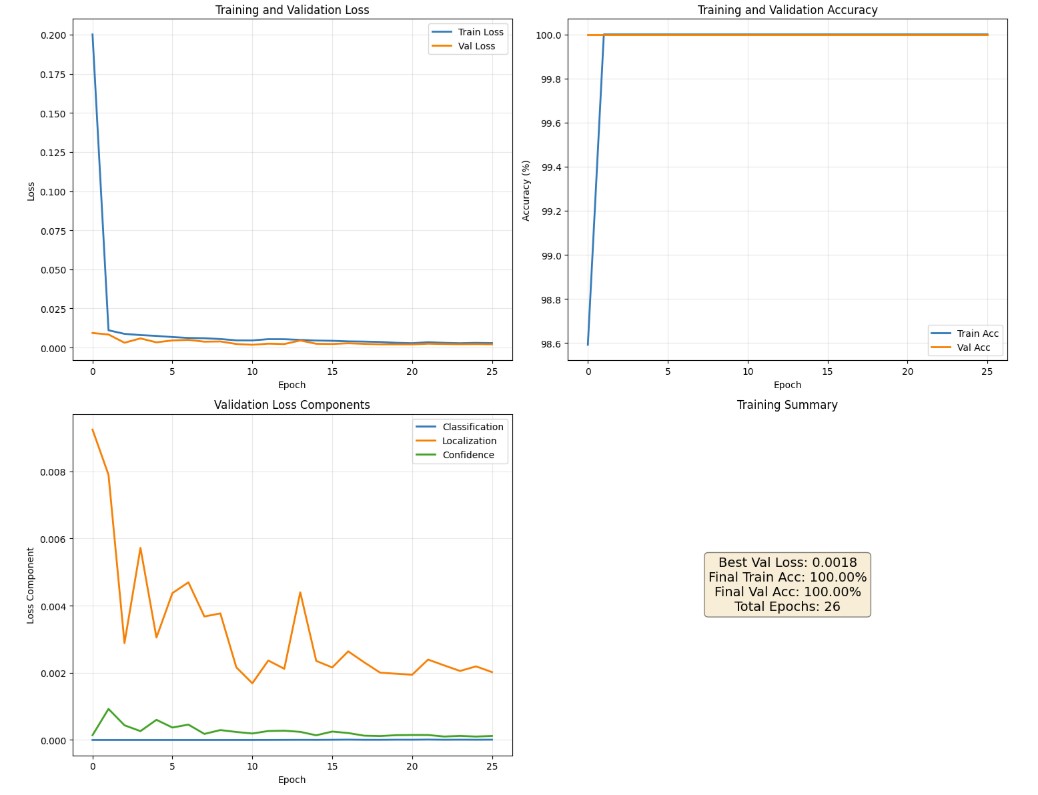 Training and Validation Loss
0.200
0.175
0.150
0.125
0.100
0.075
0.050
0.025
0.000
Loss
Train Loss
Val Loss
0 5 10 15 20 25
Epoch
Training and Validation Accuracy
100.0
99.8
99.6
99.4
99.2
99.0
98.8
98.6
Accuracy (%)
Train Acc
Val Acc
0 5 10 15 20 25
Epoch
Validation Loss Components
0.008
0.006
0.004
0.002
0.000
Loss Component
Classification
Localization
Confidence
0 5 10 15 20 25
Epoch
Training Summary
Best Val Loss: 0.0018
Final Train Acc: 100.00%
Final Val Acc: 100.00%
Total Epochs: 26